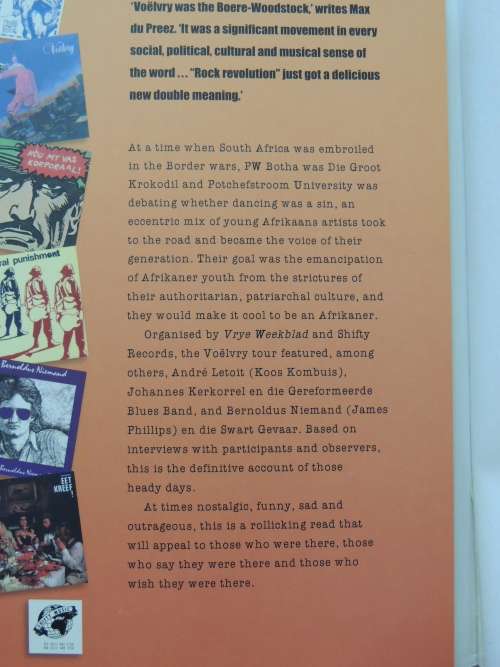 'Voëlvry was the Boere-Woodstock,' writes Max
du Preez. 'It was a significant movement in every
social, political, cultural and musical sense of
the word ... "Rock revolution" just got a delicious
new double meaning.'
At a time when South Africa was embroiled
in the Border wars, PW Botha was Die Groot
Krokodil and Potchefstroom University was
debating whether dancing was a sin, an
eccentric mix of young Afrikaans artists took
to the road and became the voice of their
generation. Their goal was the emancipation
of Afrikaner youth from the strictures of
their authoritarian, patriarchal culture, and
they would make it cool to be an Afrikaner.
Organised by Vrye Weekblad and Shifty
Records, the Voëlvry tour featured, among
others, André Letoit (Koos Kombuis),
Johannes Kerkorrel en die Gereformeerde
Blues Band, and Bernoldus Niemand (James
Phillips) en die Swart Gevaar. Based on
interviews with participants and observers,
this is the definitive account of those
heady days.
At times nostalgic, funny, sad and
outrageous, this is a rollicking read that
will appeal to those who were there, those
who say they were there and those who
wish they were there.
HOU MY VAS
KORPORAAL!
punishment
Bernoldus Niemand
EET
KREEF
!